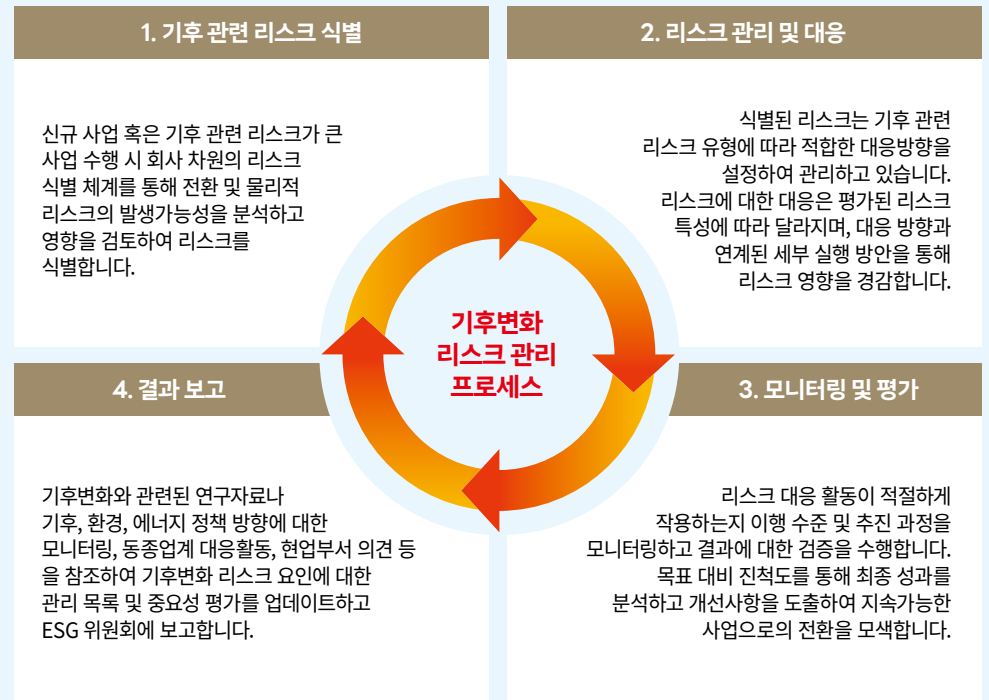 1. 기후 관련 리스크 식별
신규 사업 혹은 기후 관련 리스크가 큰
사업 수행 시 회사 차원의 리스크
식별 체계를 통해 전환 및 물리적
리스크의 발생가능성을 분석하고
영향을 검토하여 리스크를
식별합니다.
2. 리스크 관리 및 대응
식별된 리스크는 기후 관련
리스크 유형에 따라 적합한 대응방향을
설정하여 관리하고 있습니다.
리스크에 대한 대응은 평가된 리스크
특성에 따라 달라지며, 대응 방향과
연계된 세부 실행 방안을 통해
리스크 영향을 경감합니다.
기후변화
리스크 관리
프로세스
3. 모니터링 및 평가
리스크 대응 활동이 적절하게
작용하는지 이행 수준 및 추진 과정을
모니터링하고 결과에 대한 검증을 수행합니다.
목표 대비 진척도를 통해 최종 성과를
분석하고 개선사항을 도출하여 지속가능한
사업으로의 전환을 모색합니다.
4. 결과 보고
기후변화와 관련된 연구자료나
기후, 환경, 에너지 정책 방향에 대한
모니터링, 동종업계 대응활동, 현업부서 의견 등
을 참조하여 기후변화 리스크 요인에 대한
관리 목록 및 중요성 평가를 업데이트하고
ESG 위원회에 보고합니다.